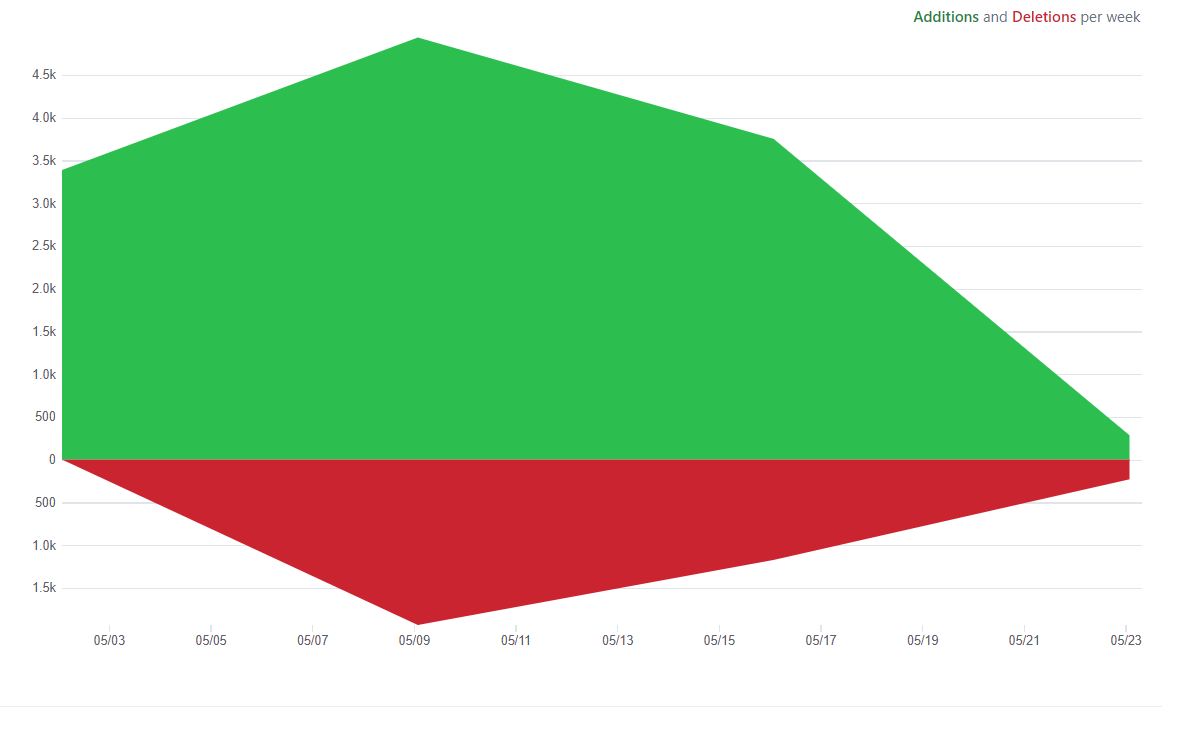 Additions and Deletions per week
4.5k
4.0k
3.5k
3.0k
2.5k
2.0k
1.5k
1.0k
500
0
500
1.0k
1.5k
05/03 05/05 05/07 05/09 05/11 05/13 05/15 05/17 05/19 05/21 05/23